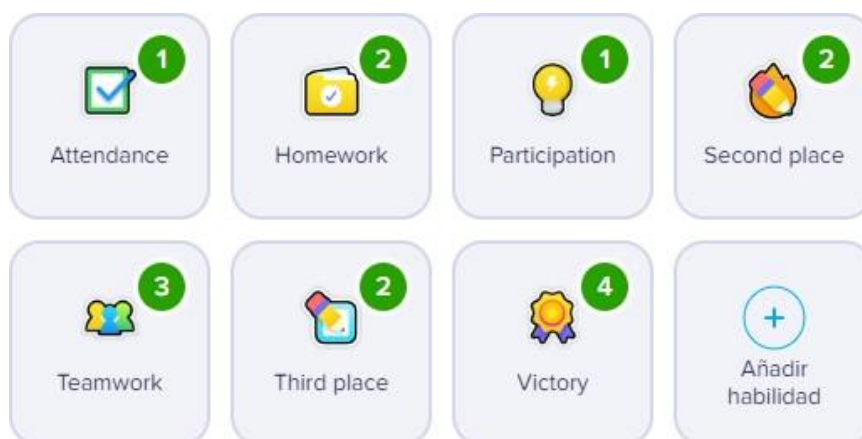 1
Attendance
2
Homework
1
Participation
2
Second place
3
Teamwork
2
Third place
4
Victory
+
Añadir
habilidad